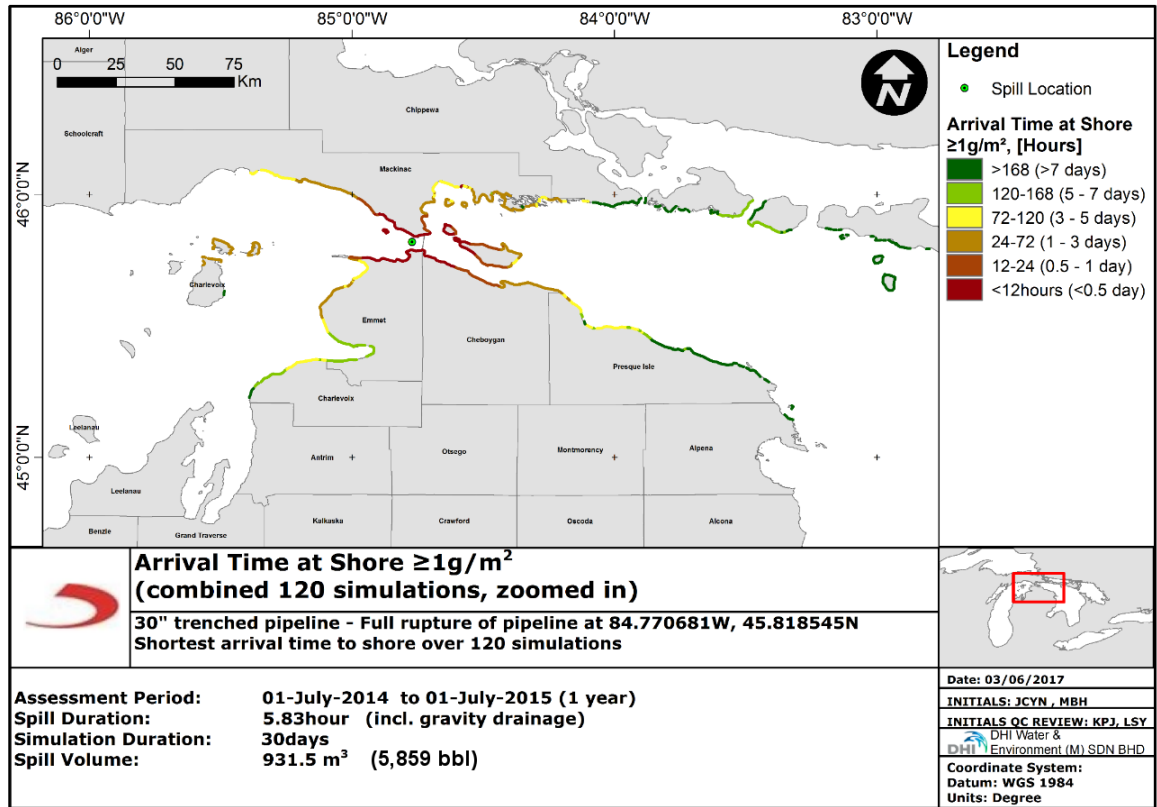 86°0'0"W 85°0'0"W 84°0'0"W 83°0'0"W
46°0'0"N
45°0'0"N
0 25 50 75
Km
N
Alger
Schoolcraft
Chippewa
Mackinac
Charlevoix
Emmet
Cheboygan
Presque Isle
Charlevoix
Leelanau
Antrim
Otsego
Montmorency
Alpena
Leelanau
Benzie
Grand Traverse
Kalkaska
Crawford
Oscoda
Alcona
Legend
Spill Location
Arrival Time at Shore
≥1g/m², [Hours]
>168 (>7 days)
120-168 (5 - 7 days)
72-120 (3 - 5 days)
24-72 (1 - 3 days)
12-24 (0.5 - 1 day)
<12hours (<0.5 day)
Arrival Time at Shore ≥1g/m²
(combined 120 simulations, zoomed in)
30" trenched pipeline - Full rupture of pipeline at 84.770681W, 45.818545N
Shortest arrival time to shore over 120 simulations
Assessment Period: 01-July-2014 to 01-July-2015 (1 year)
Spill Duration: 5.83hour (incl. gravity drainage)
Simulation Duration: 30days
Spill Volume: 931.5 m³ (5,859 bbl)
Date: 03/06/2017
INITIALS: JCYN , MBH
INITIALS QC REVIEW: KPJ, LSY
DHI
DHI Water &
Environment (M) SDN BHD
Coordinate System:
Datum: WGS 1984
Units: Degree